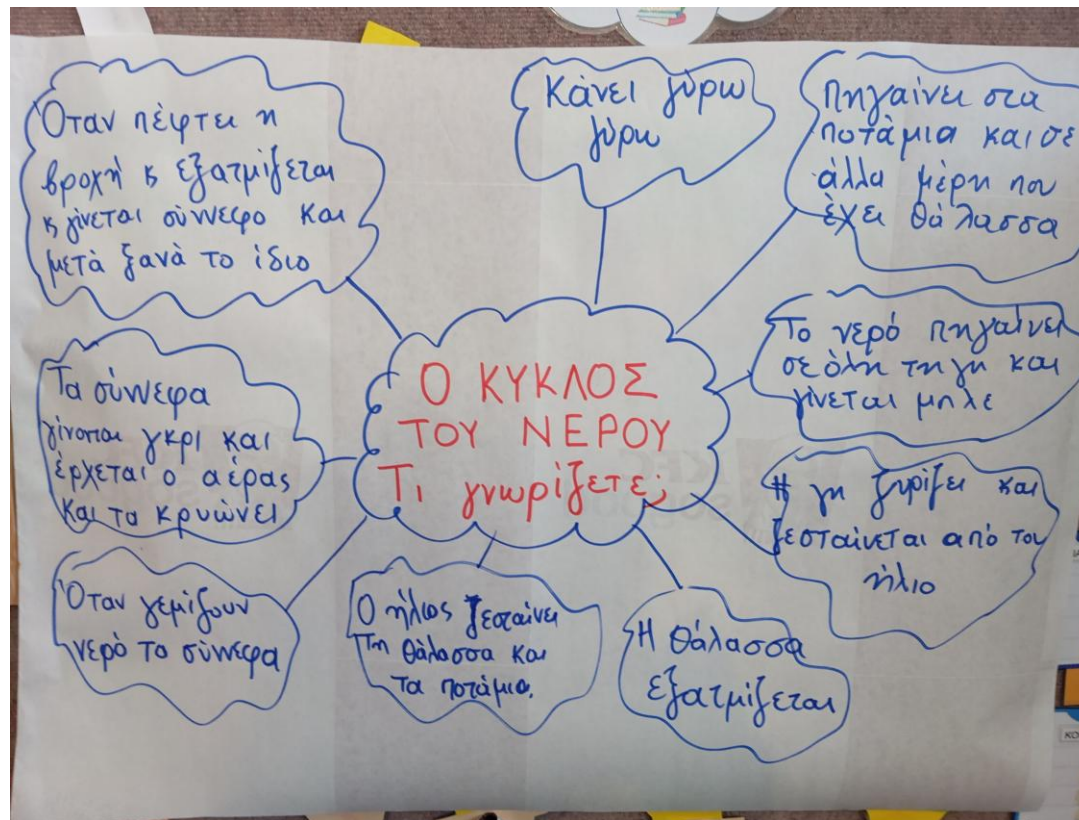 Όταν πέφτει η
βροχή κ εξατμίζεται
κ γίνεται σύννεφο και
μετά ξανά το ίδιο
Κάνει γύρω
γύρω
Πηγαίνει στα
ποτάμια και σε
άλλα μέρη που
έχει θάλασσα
Ο ΚΥΚΛΟΣ
ΤΟΥ ΝΕΡΟΥ
Τι γνωρίζετε;
Το νερό πηγαίνει
σε όλη τη γη και
γίνεται μπλε
Τα σύννεφα
γίνονται γκρι και
έρχεται ο αέρας
και τα κρυώνει
Η γη γυρίζει και
ζεσταίνεται από τον
ήλιο
Όταν γεμίζουν
νερό τα σύννεφα
Ο ήλιος ζεσταίνει
τη θάλασσα και
τα ποτάμια.
Η θάλασσα
εξατμίζεται